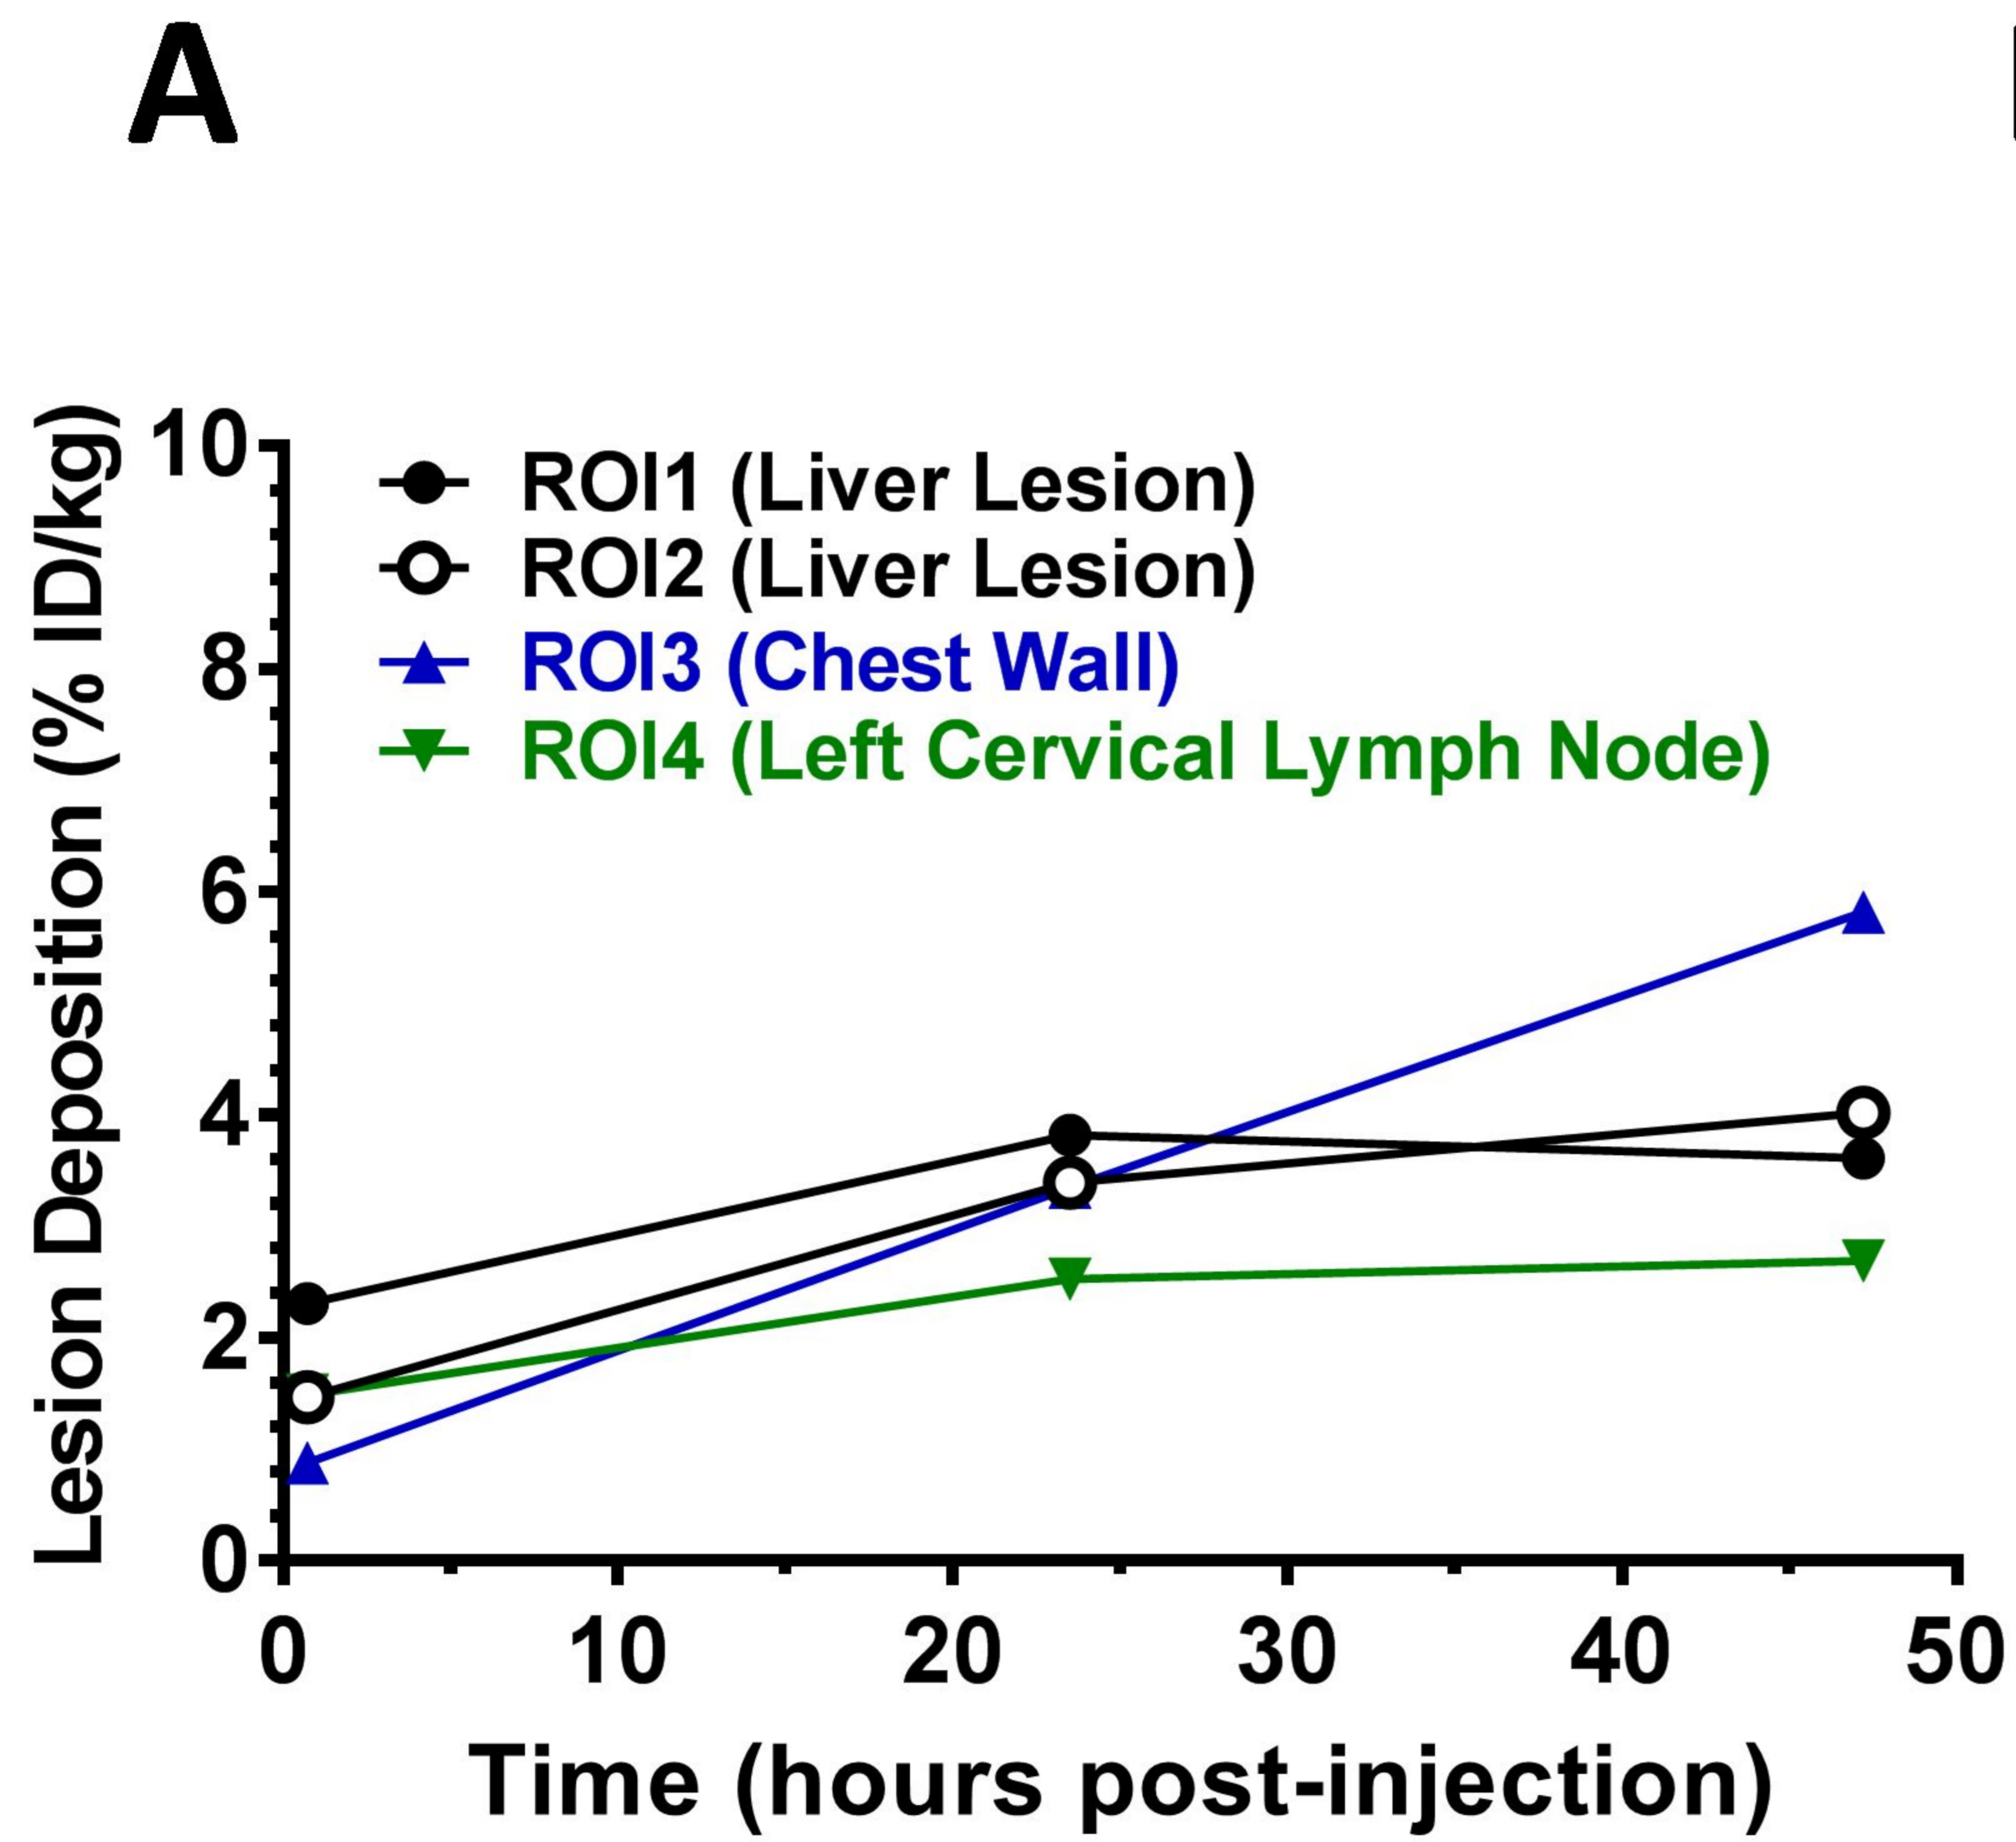 A
Lesion Deposition (% ID/kg)
10
8
6
4
2
0
ROI1 (Liver Lesion)
ROI2 (Liver Lesion)
ROI3 (Chest Wall)
ROI4 (Left Cervical Lymph Node)
0 10 20 30 40 50
Time (hours post-injection)